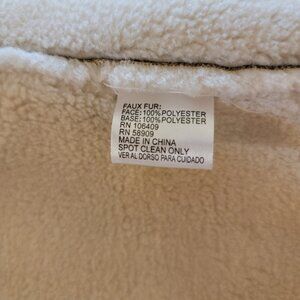 FAUX FUR:
FACE:100%POLYESTER
BASE:100%POLYESTER
RN 106409
RN 58909
MADE IN CHINA
SPOT CLEAN ONLY
VER AL DORSO PARA CUIDADO